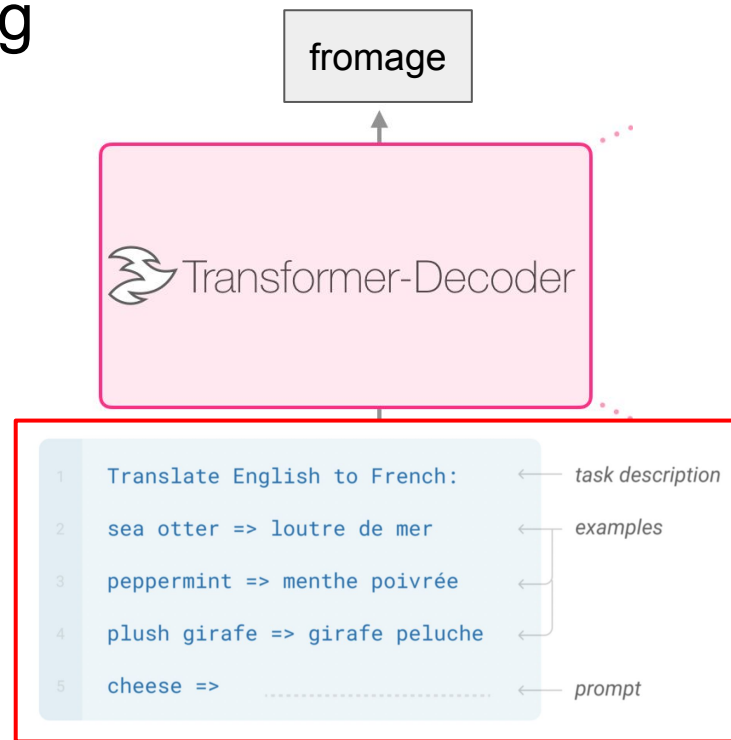 g
fromage
Transformer-Decoder
1 Translate English to French: task description
2 sea otter => loutre de mer examples
3 peppermint => menthe poivrée
4 plush girafe => girafe peluche
5 cheese => prompt